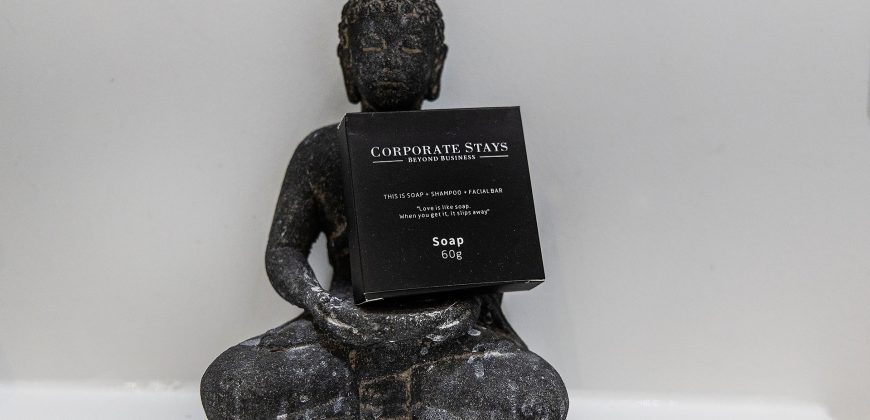 CORPORATE STAYS
BEYOND BUSINESS
THIS IS SOAP + SHAMPOO + FACIAL BAR
"Love is like soap.
When you get it, it slips away"
Soap
60g